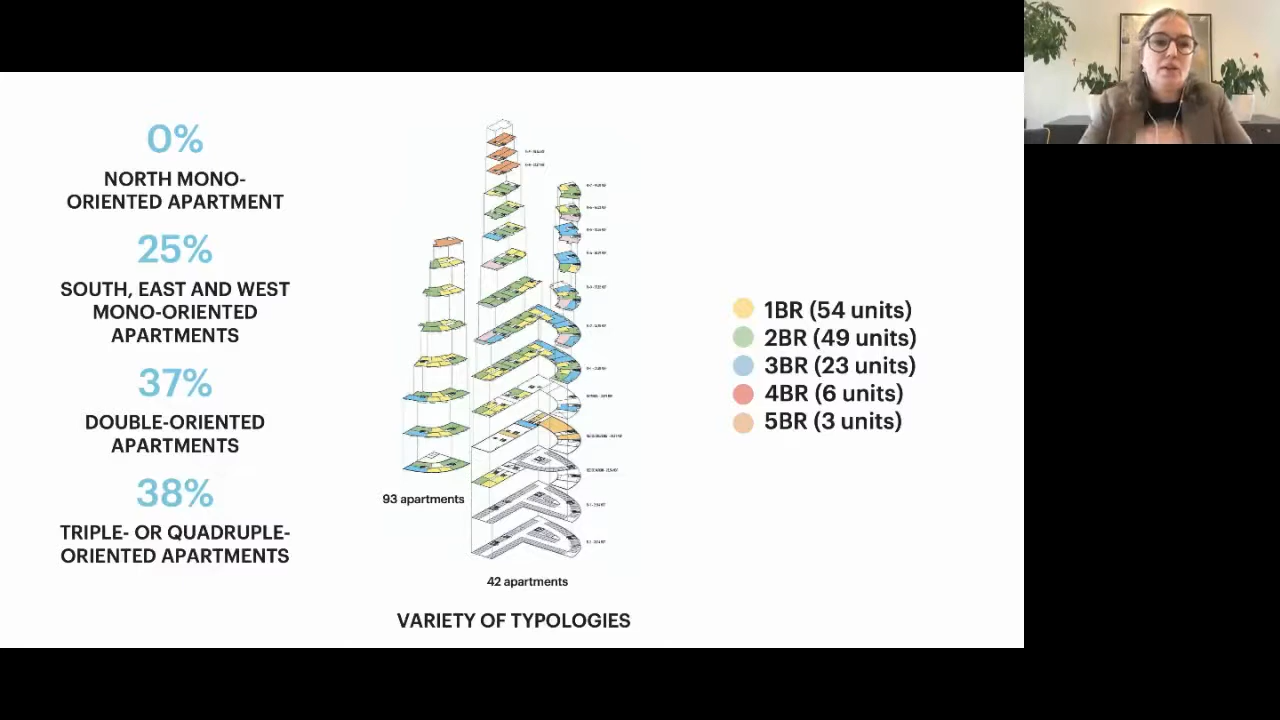 0%
NORTH MONO-
ORIENTED APARTMENT
25%
SOUTH, EAST AND WEST
MONO-ORIENTED
APARTMENTS
37%
DOUBLE-ORIENTED
APARTMENTS
38%
TRIPLE- OR QUADRUPLE-
ORIENTED APARTMENTS
93 apartments
42 apartments
VARIETY OF TYPOLOGIES
1BR (54 units)
2BR (49 units)
3BR (23 units)
4BR (6 units)
5BR (3 units)